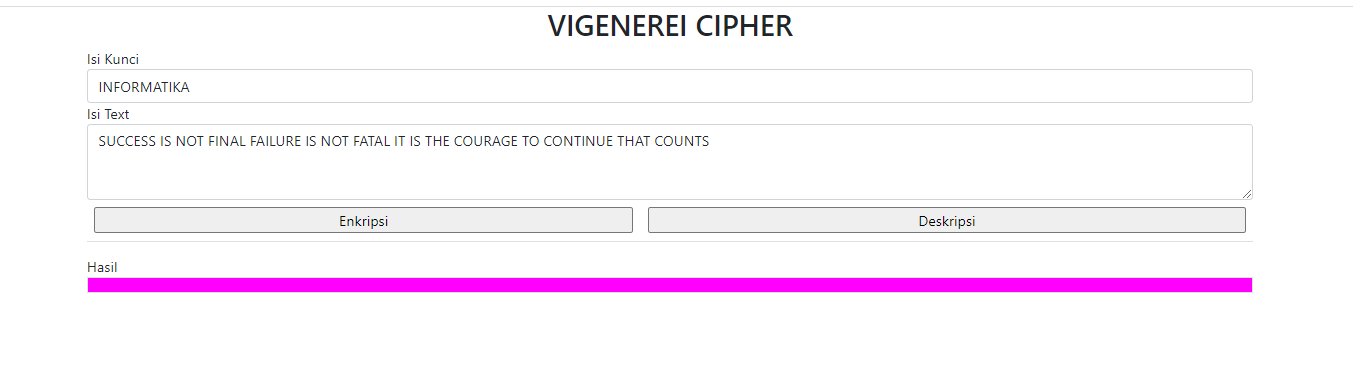 VIGENEREI CIPHER
Isi Kunci
INFORMATIKA
Isi Text
SUCCESS IS NOT FINAL FAILURE IS NOT FATAL IT IS THE COURAGE TO CONTINUE THAT COUNTS
Enkripsi Deskripsi
Hasil